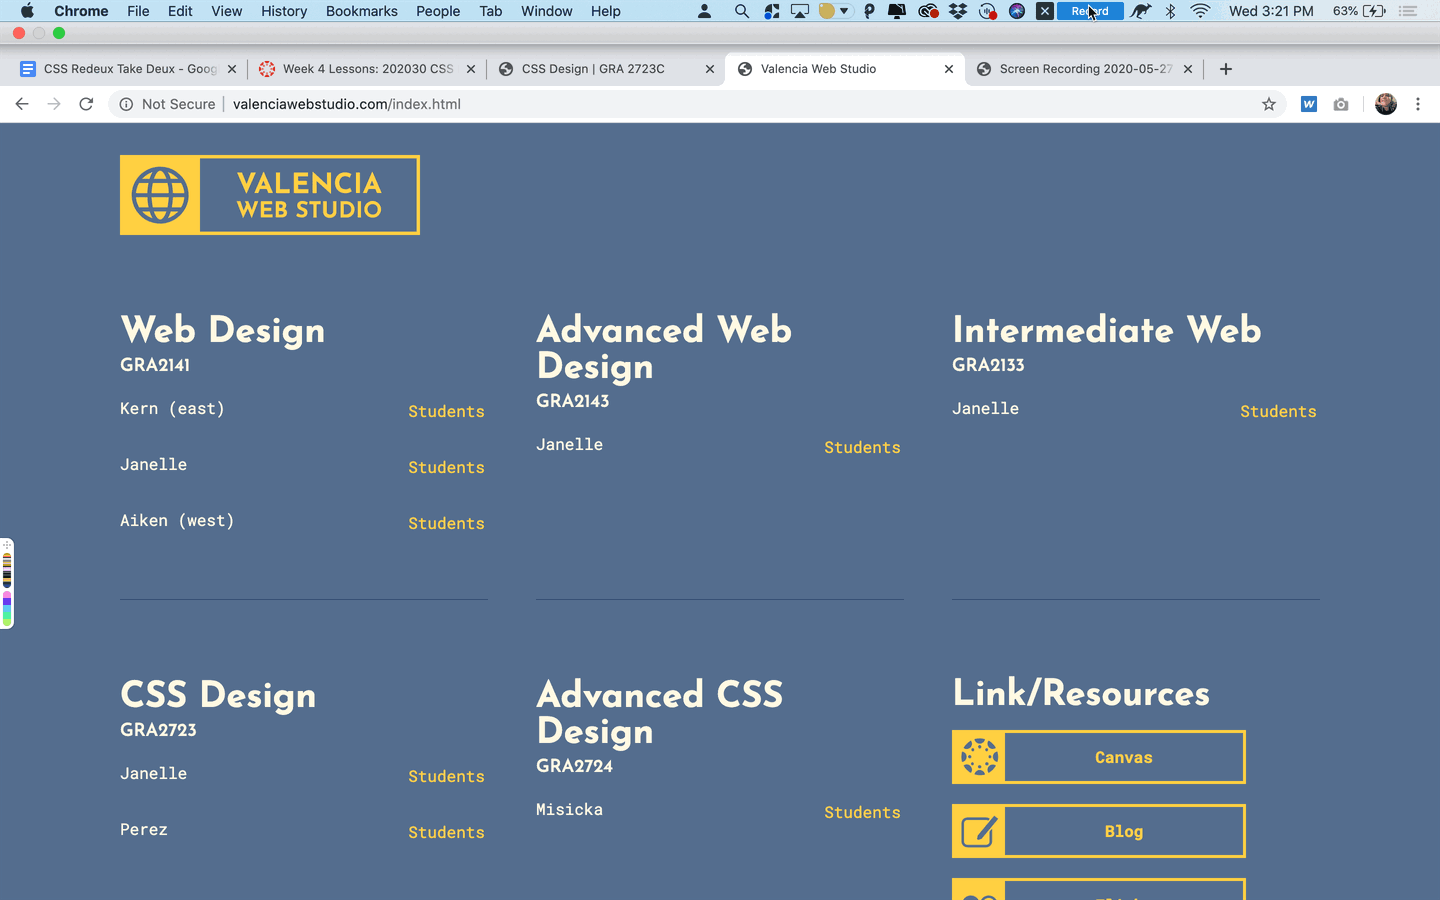 Chrome File Edit View History Bookmarks People Tab Window Help Wed 3:21 PM 63%
CSS Redeux Take Deux - Goog Week 4 Lessons: 202030 CSS CSS Design | GRA 2723C Valencia Web Studio Screen Recording 2020-05-27
Not Secure valenciawebstudio.com/index.html
VALENCIA
WEB STUDIO
Web Design
GRA2141
Kern (east) Students
Janelle Students
Aiken (west) Students
Advanced Web
Design
GRA2143
Janelle Students
Intermediate Web
GRA2133
Janelle Students
CSS Design
GRA2723
Janelle Students
Perez Students
Advanced CSS
Design
GRA2724
Misicka Students
Link/Resources
Canvas
Blog